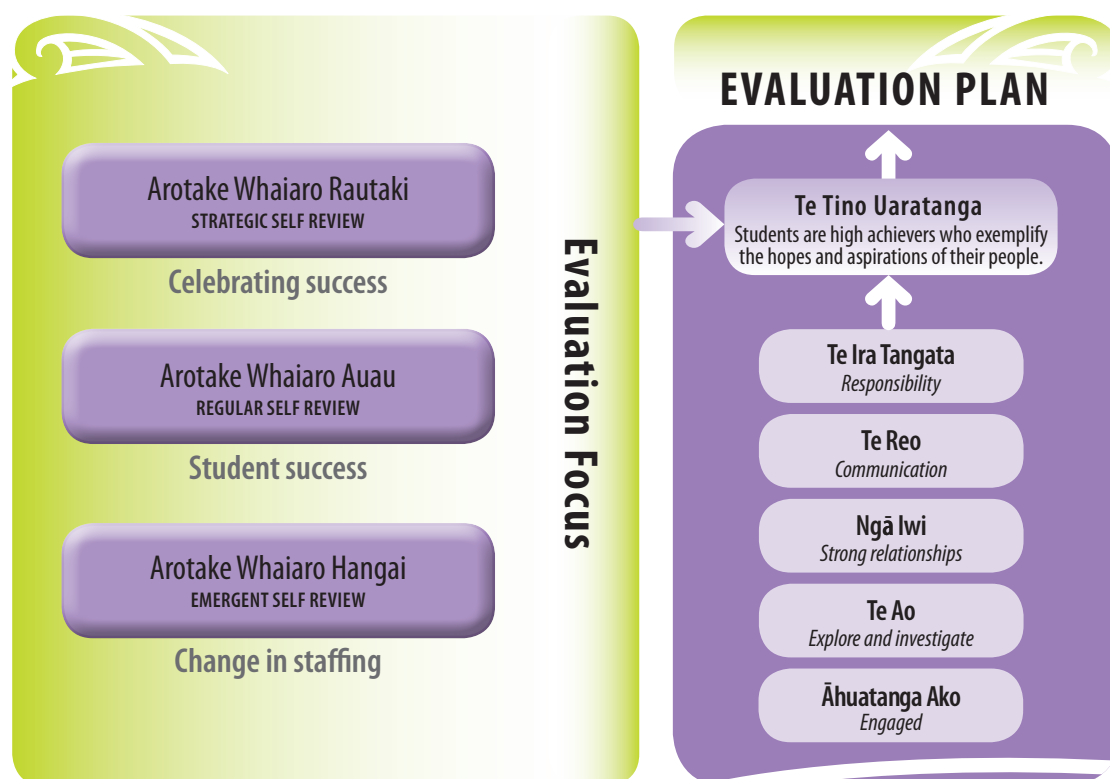 Arotake Whaiaro Rautaki
STRATEGIC SELF REVIEW
Celebrating success
Arotake Whaiaro Auau
REGULAR SELF REVIEW
Student success
Arotake Whaiaro Hangai
EMERGENT SELF REVIEW
Change in staffing
Evaluation Focus
EVALUATION PLAN
Te Tino Uaratanga
Students are high achievers who exemplify
the hopes and aspirations of their people.
Te Ira Tangata
Responsibility
Te Reo
Communication
Ngā Iwi
Strong relationships
Te Ao
Explore and investigate
Āhuatanga Ako
Engaged